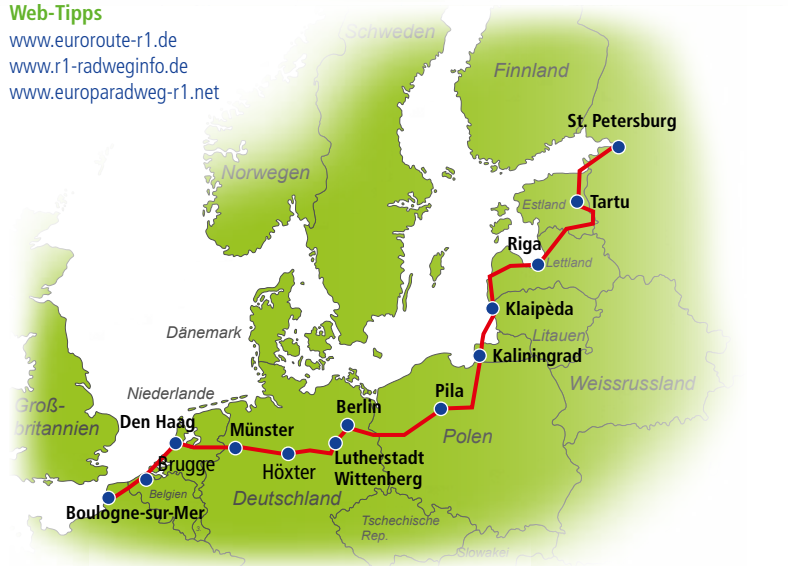 Web-Tipps
www.euroroute-r1.de
www.r1-radweginfo.de
www.europaradweg-r1.net
Schweden
Finnland
St. Petersburg
Norwegen
Estland
Tartu
Riga
Lettland
Klaipèda
Dänemark
Litauen
Kaliningrad
Weissrussland
Niederlande
Pila
Groß-
britannien
Berlin
Den Haag
Münster
Polen
Brugge
Höxter
Lutherstadt
Wittenberg
Belgien
Deutschland
Boulogne-sur-Mer
Tschechische
Rep.
Slowakei